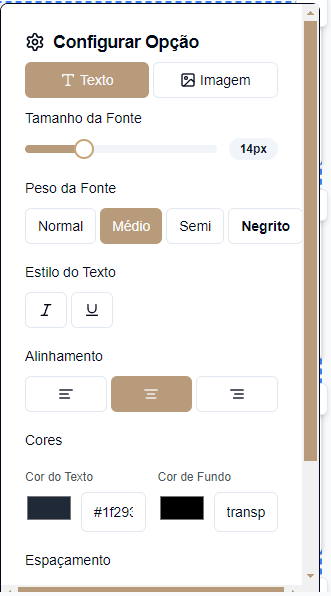 Configurar Opção
Texto Imagem
Tamanho da Fonte
14px
Peso da Fonte
Normal Médio Semi Negrito
Estilo do Texto
I U
Alinhamento
Cores
Cor do Texto Cor de Fundo
#1f293 transp
Espaçamento